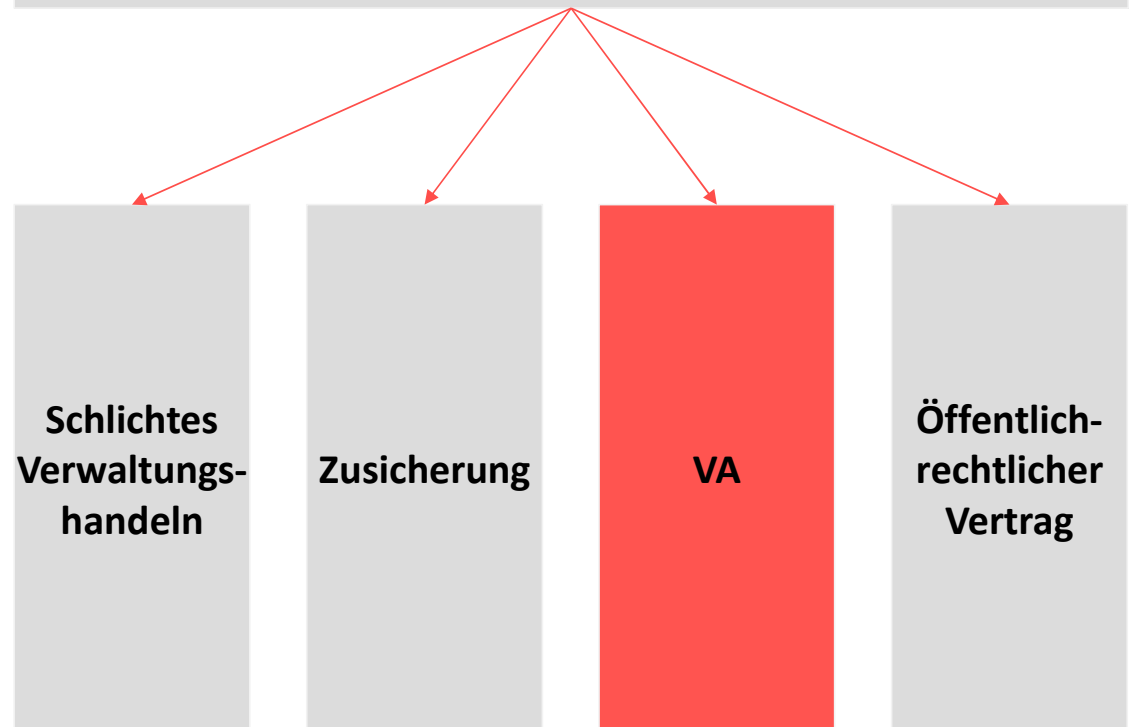 Schlichtes
Verwaltungs-
handeln
Zusicherung
VA
Öffentlich-
rechtlicher
Vertrag